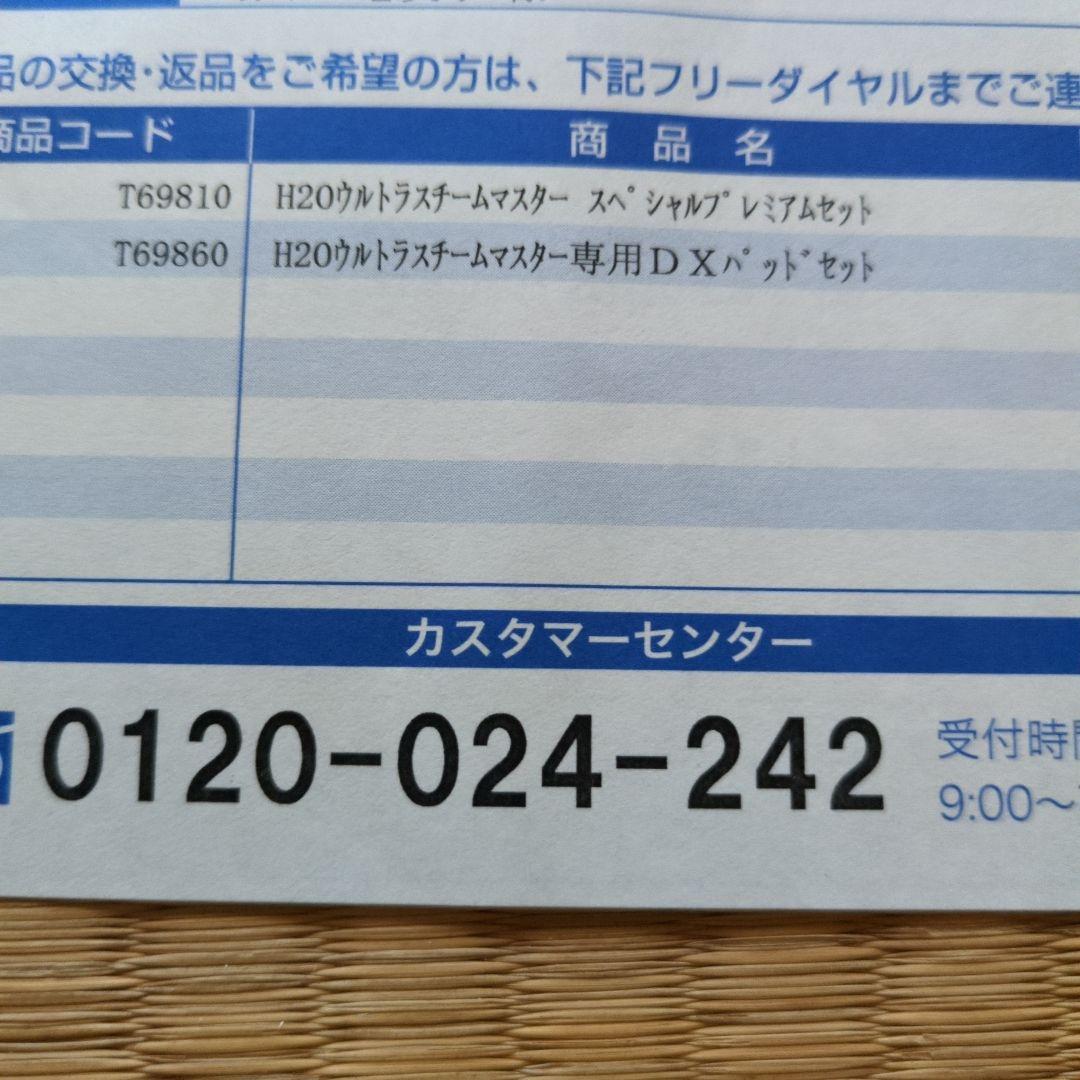 品の交換・返品をご希望の方は、下記フリーダイヤルまでご連
商品コード 商品名
T69810 H2Oウルトラスチームマスター スペシャルプレミアムセット
T69860 H2Oウルトラスチームマスター専用DXパッドセット
カスタマーセンター
0120-024-242
受付時間
9:00～